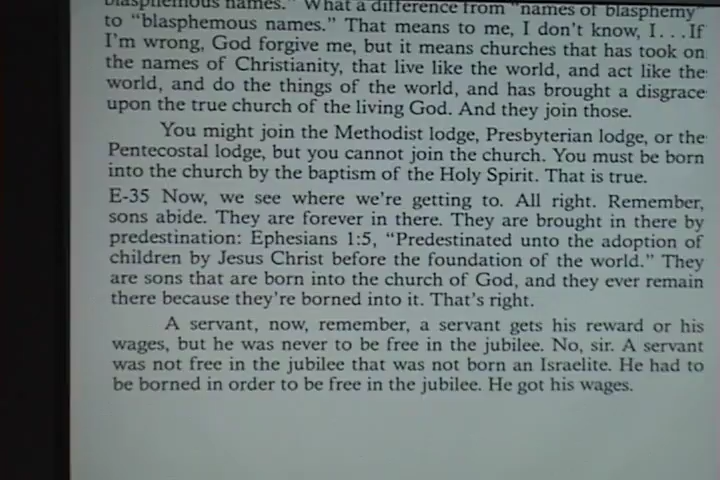 blasphemous names." What a difference from "names of blasphemy"
to "blasphemous names." That means to me, I don't know, I. . .If
I'm wrong, God forgive me, but it means churches that has took on
the names of Christianity, that live like the world, and act like the
world, and do the things of the world, and has brought a disgrace
upon the true church of the living God. And they join those.
You might join the Methodist lodge, Presbyterian lodge, or the
Pentecostal lodge, but you cannot join the church. You must be born
into the church by the baptism of the Holy Spirit. That is true.
E-35 Now, we see where we're getting to. All right. Remember,
sons abide. They are forever in there. They are brought in there by
predestination: Ephesians 1:5, "Predestinated unto the adoption of
children by Jesus Christ before the foundation of the world." They
are sons that are born into the church of God, and they ever remain
there because they're borned into it. That's right.
A servant, now, remember, a servant gets his reward or his
wages, but he was never to be free in the jubilee. No, sir. A servant
was not free in the jubilee that was not born an Israelite. He had to
be borned in order to be free in the jubilee. He got his wages.